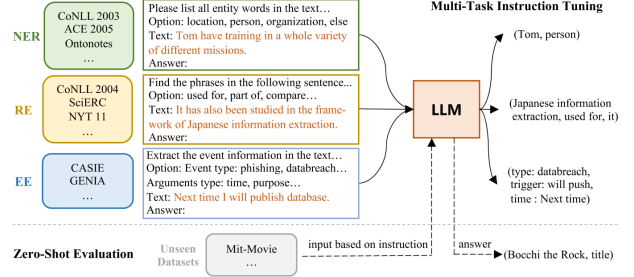 Multi-Task Instruction Tuning
NER
CoNLL 2003
ACE 2005
Ontonotes
…
Please list all entity words in the text…
Option: location, person, organization, else
Text: Tom have training in a whole variety
of different missions.
Answer:
RE
CoNLL 2004
SciERC
NYT 11
…
Find the phrases in the following sentence...
Option: used for, part of, compare…
Text: It has also been studied in the frame-
work of Japanese information extraction.
Answer:
EE
CASIE
GENIA
…
Extract the event information in the text…
Option: Event type: phishing, databreach…
Arguments type: time, purpose…
Text: Next time I will publish database.
Answer:
LLM
(Tom, person)
(Japanese information
extraction, used for, it)
(type: databreach,
trigger: will push,
time : Next time)
Zero-Shot Evaluation
Unseen
Datasets
Mit-Movie
…
input based on instruction
answer
(Bocchi the Rock, title)